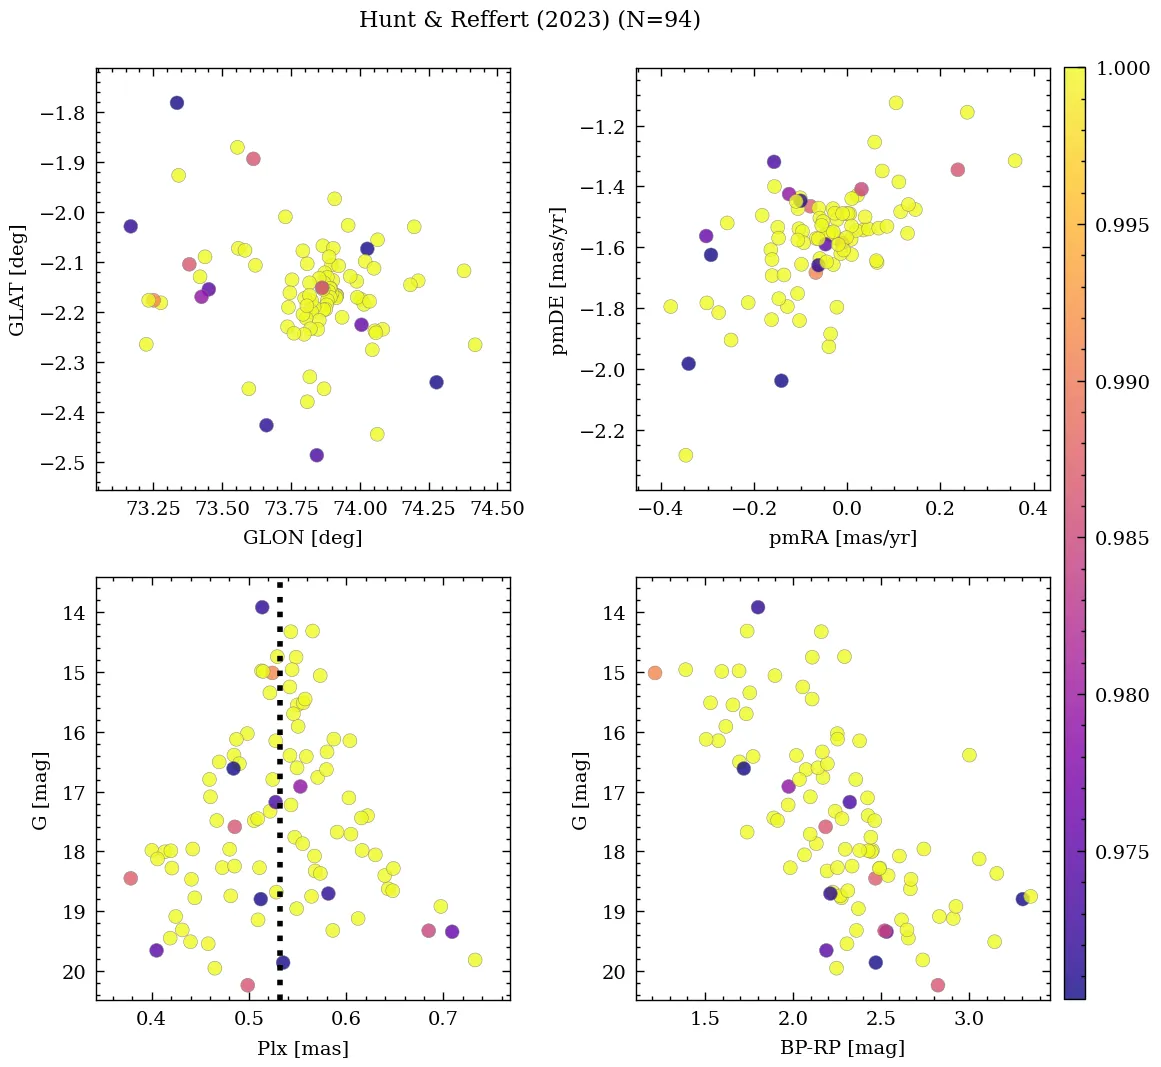 Hunt & Reffert (2023) (N=94)
GLAT [deg]
−1.8
−1.9
−2.0
−2.1
−2.2
−2.3
−2.4
−2.5
73.25 73.50 73.75 74.00 74.25 74.50
GLON [deg]
pmDE [mas/yr]
−1.2
−1.4
−1.6
−1.8
−2.0
−2.2
−0.4 −0.2 0.0 0.2 0.4
pmRA [mas/yr]
1.000
0.995
0.990
0.985
0.980
0.975
G [mag]
14
15
16
17
18
19
20
0.4 0.5 0.6 0.7
Plx [mas]
G [mag]
14
15
16
17
18
19
20
1.5 2.0 2.5 3.0
BP-RP [mag]